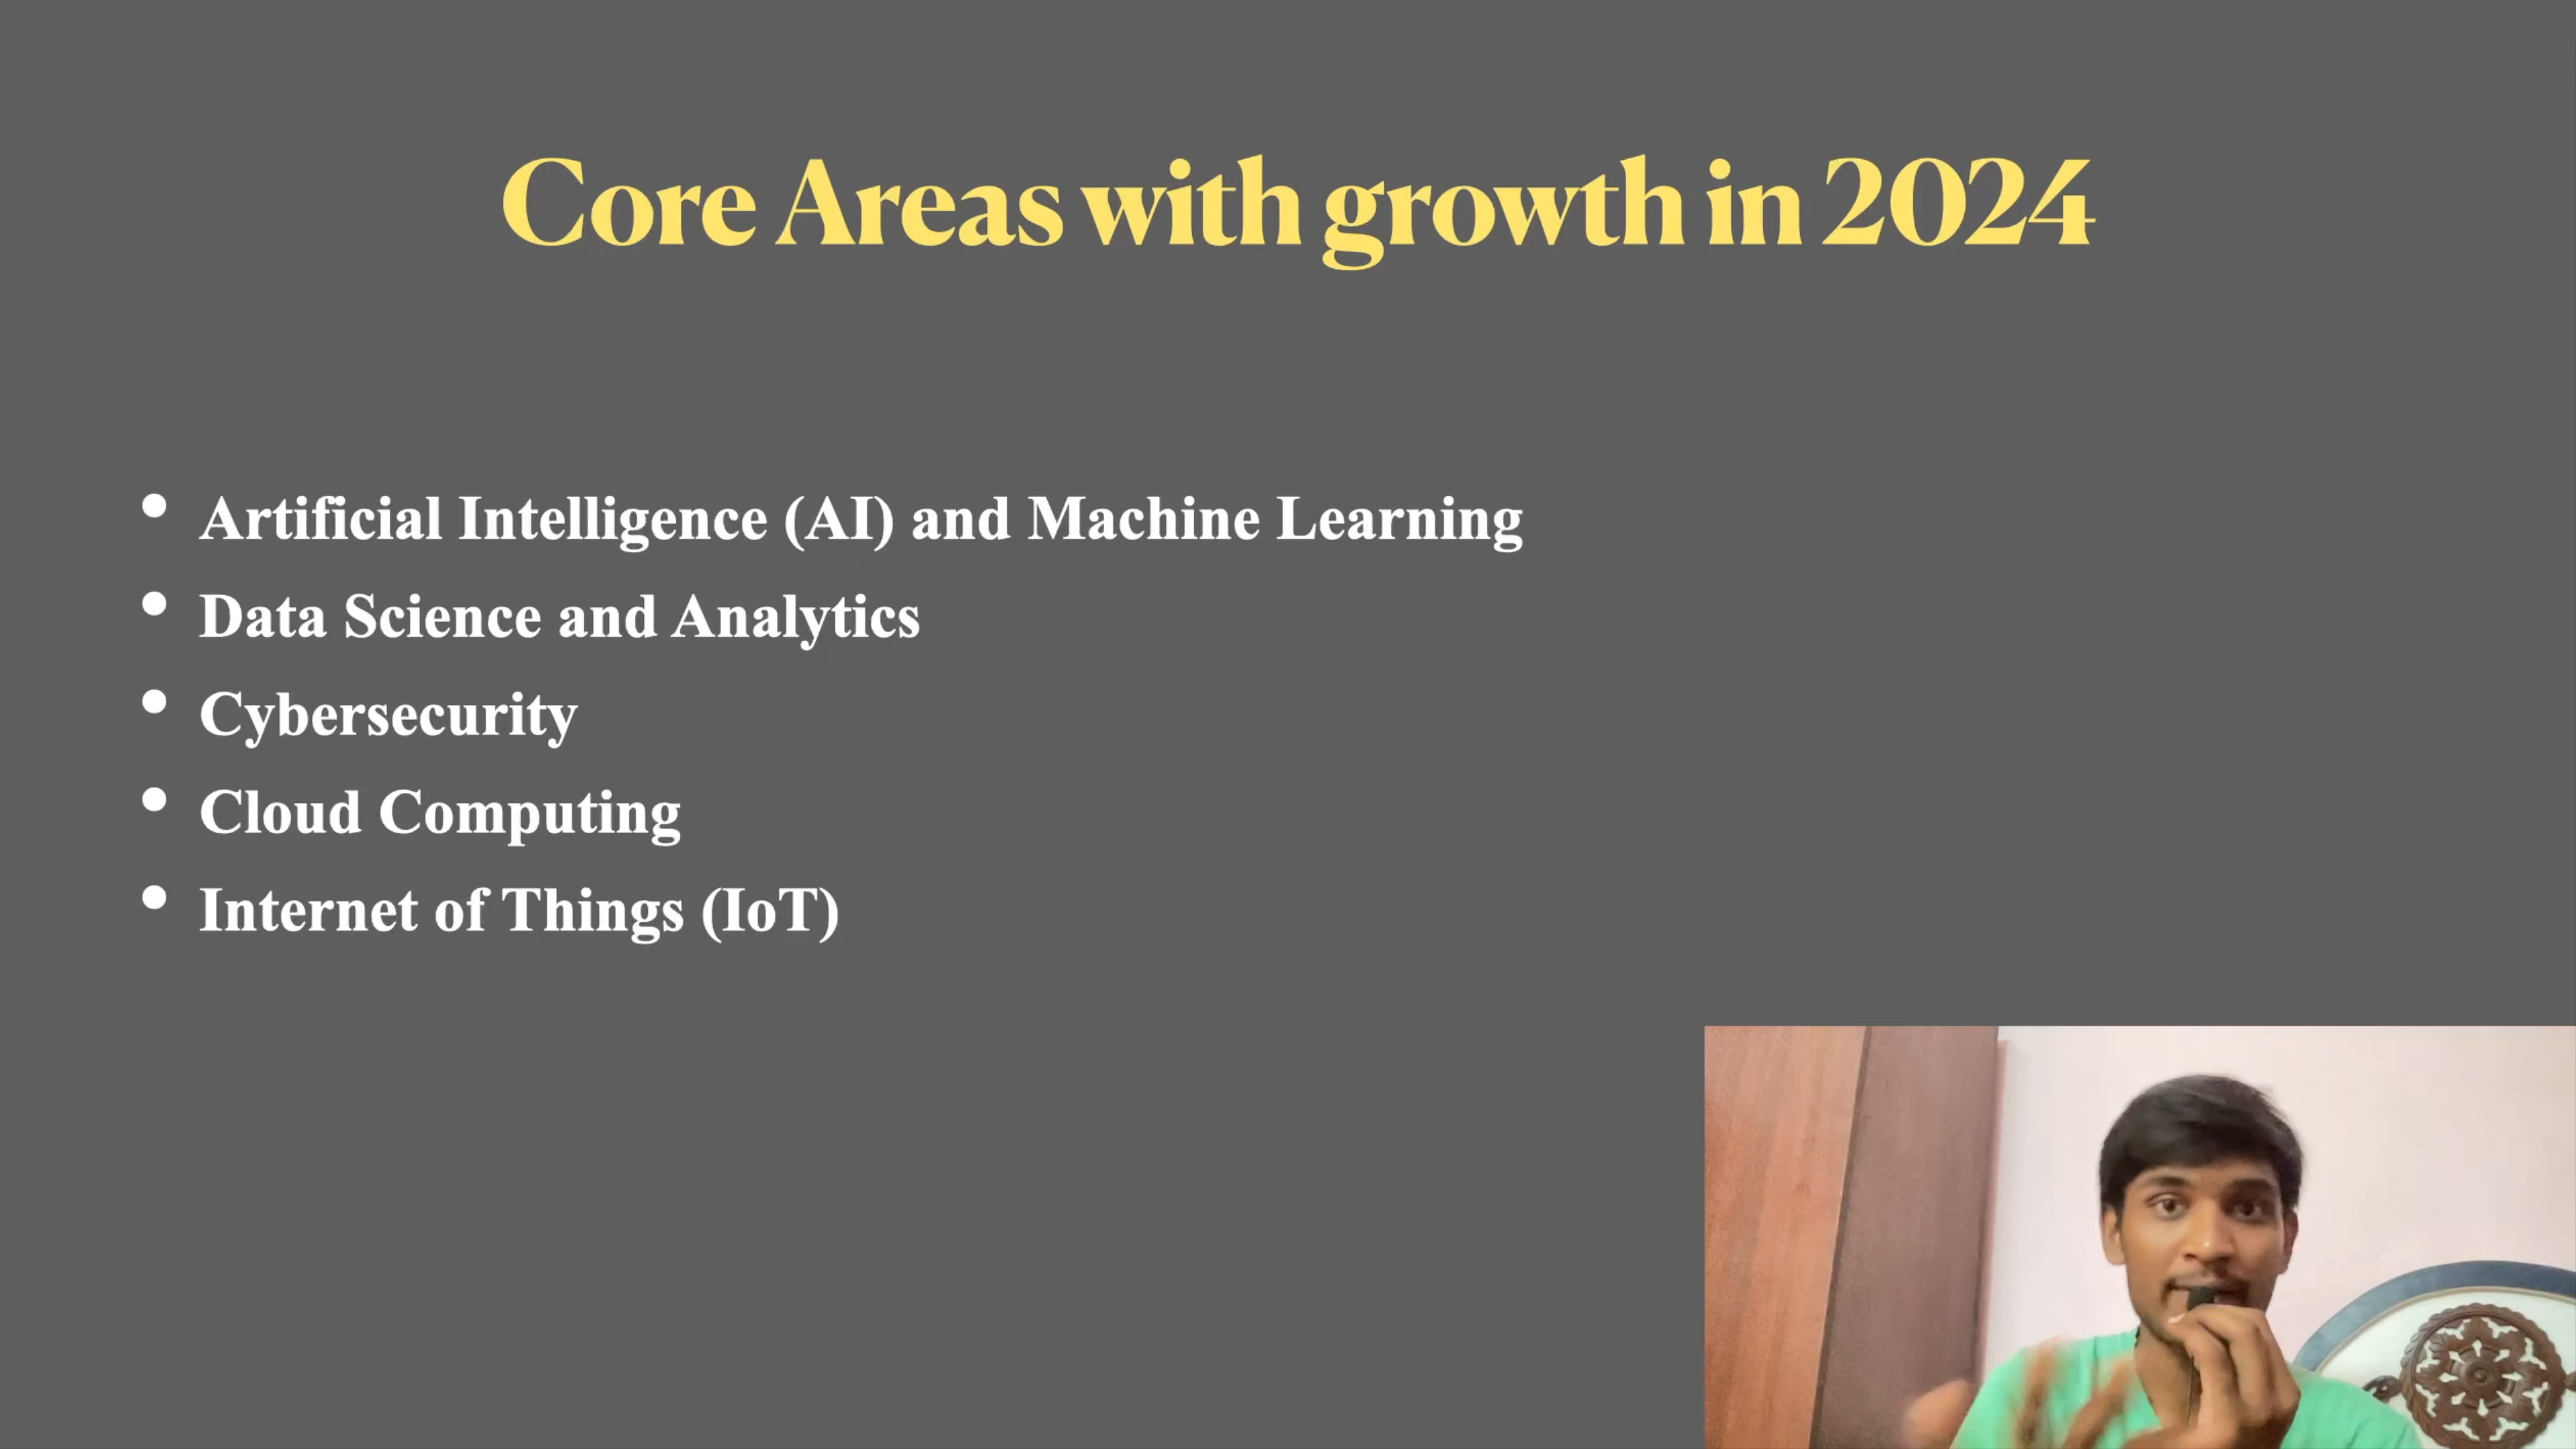 Core Areas with growth in 2024
• Artificial Intelligence (AI) and Machine Learning
• Data Science and Analytics
• Cybersecurity
• Cloud Computing
• Internet of Things (IoT)